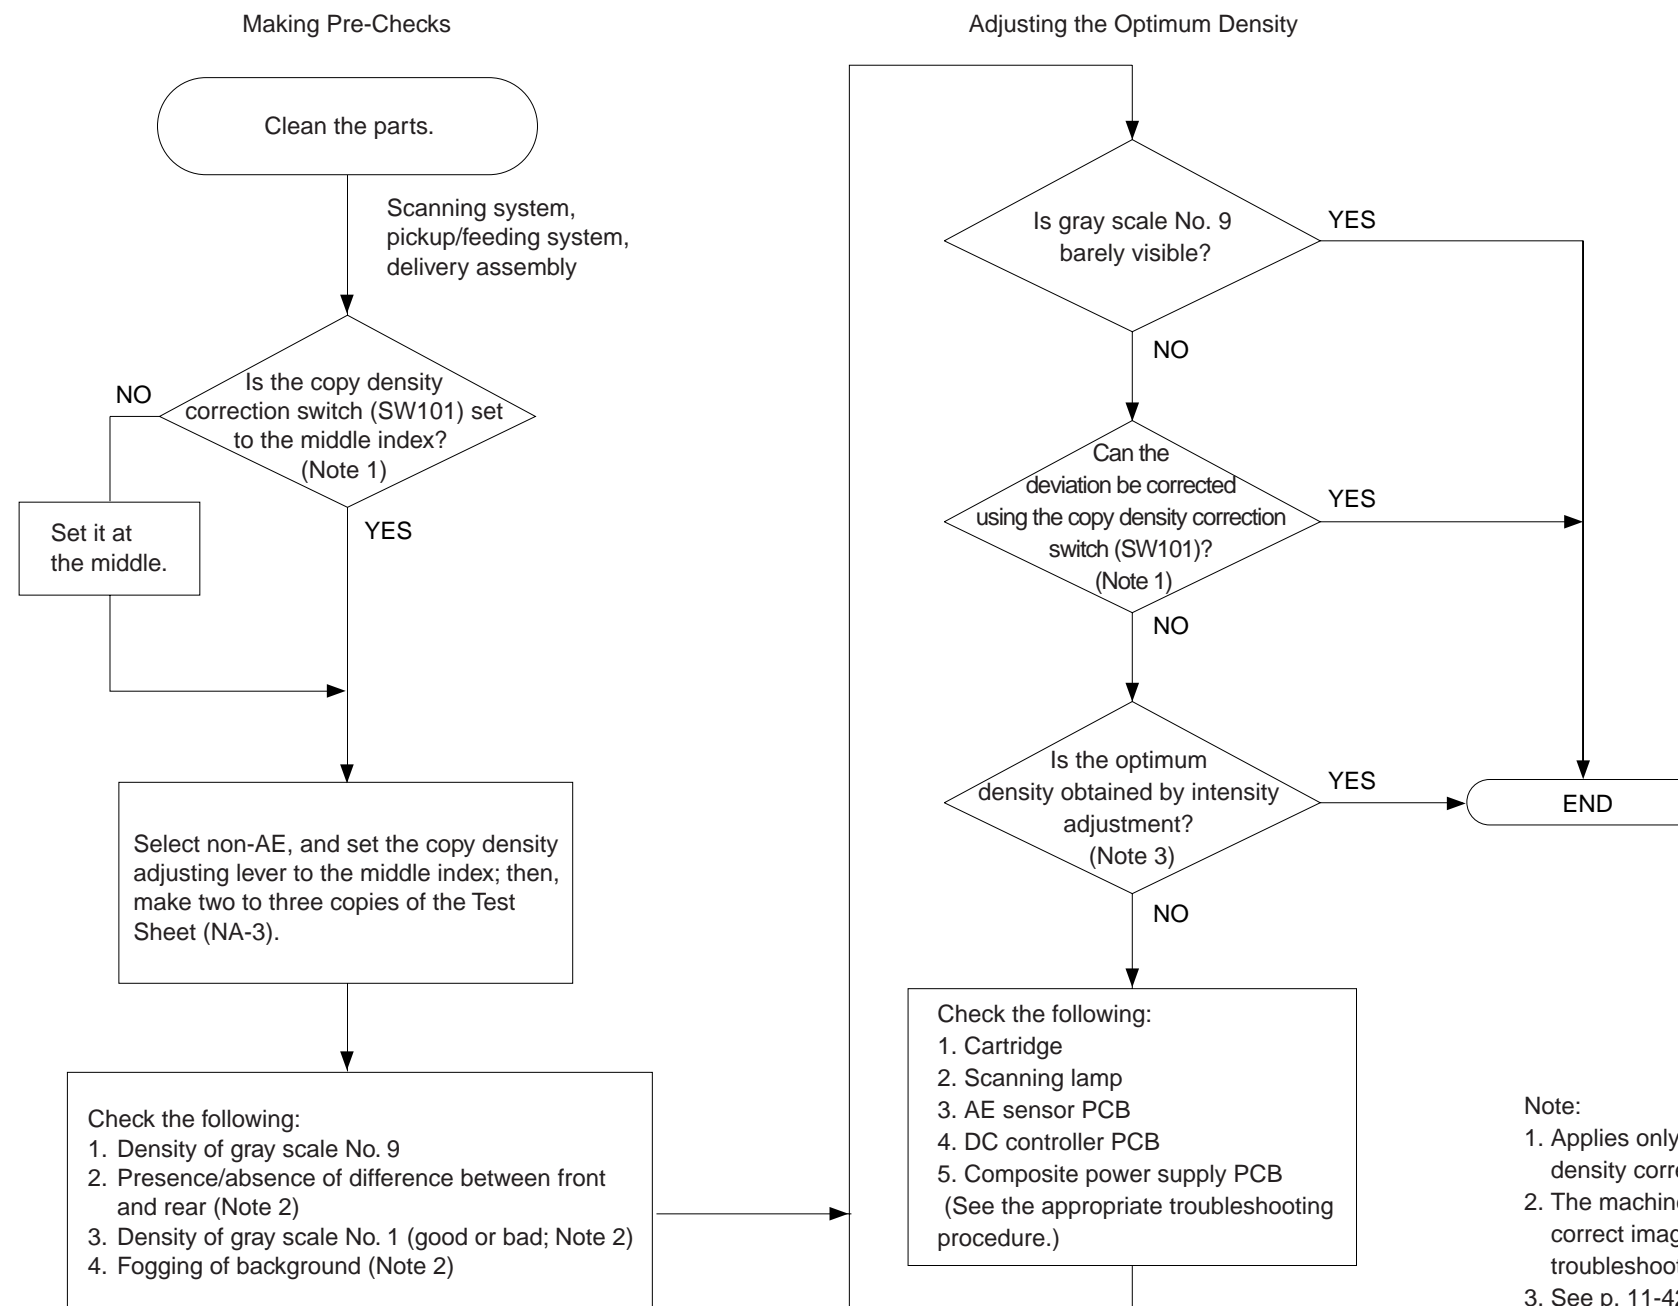 Making Pre-Checks
Clean the parts.
Scanning system,
pickup/feeding system,
delivery assembly
Is the copy density
correction switch (SW101) set
to the middle index?
(Note 1)
NO
YES
Set it at
the middle.
Select non-AE, and set the copy density
adjusting lever to the middle index; then,
make two to three copies of the Test
Sheet (NA-3).
Check the following:
1. Density of gray scale No. 9
2. Presence/absence of difference between front
and rear (Note 2)
3. Density of gray scale No. 1 (good or bad; Note 2)
4. Fogging of background (Note 2)
Adjusting the Optimum Density
Is gray scale No. 9
barely visible?
YES
NO
Can the
deviation be corrected
using the copy density correction
switch (SW101)?
(Note 1)
YES
NO
Is the optimum
density obtained by intensity
adjustment?
(Note 3)
YES
NO
END
Check the following:
1. Cartridge
2. Scanning lamp
3. AE sensor PCB
4. DC controller PCB
5. Composite power supply PCB
(See the appropriate troubleshooting
procedure.)
Note:
1. Applies only
density corre
2. The machine
correct imag
troubleshoot
3. See p. 11-42